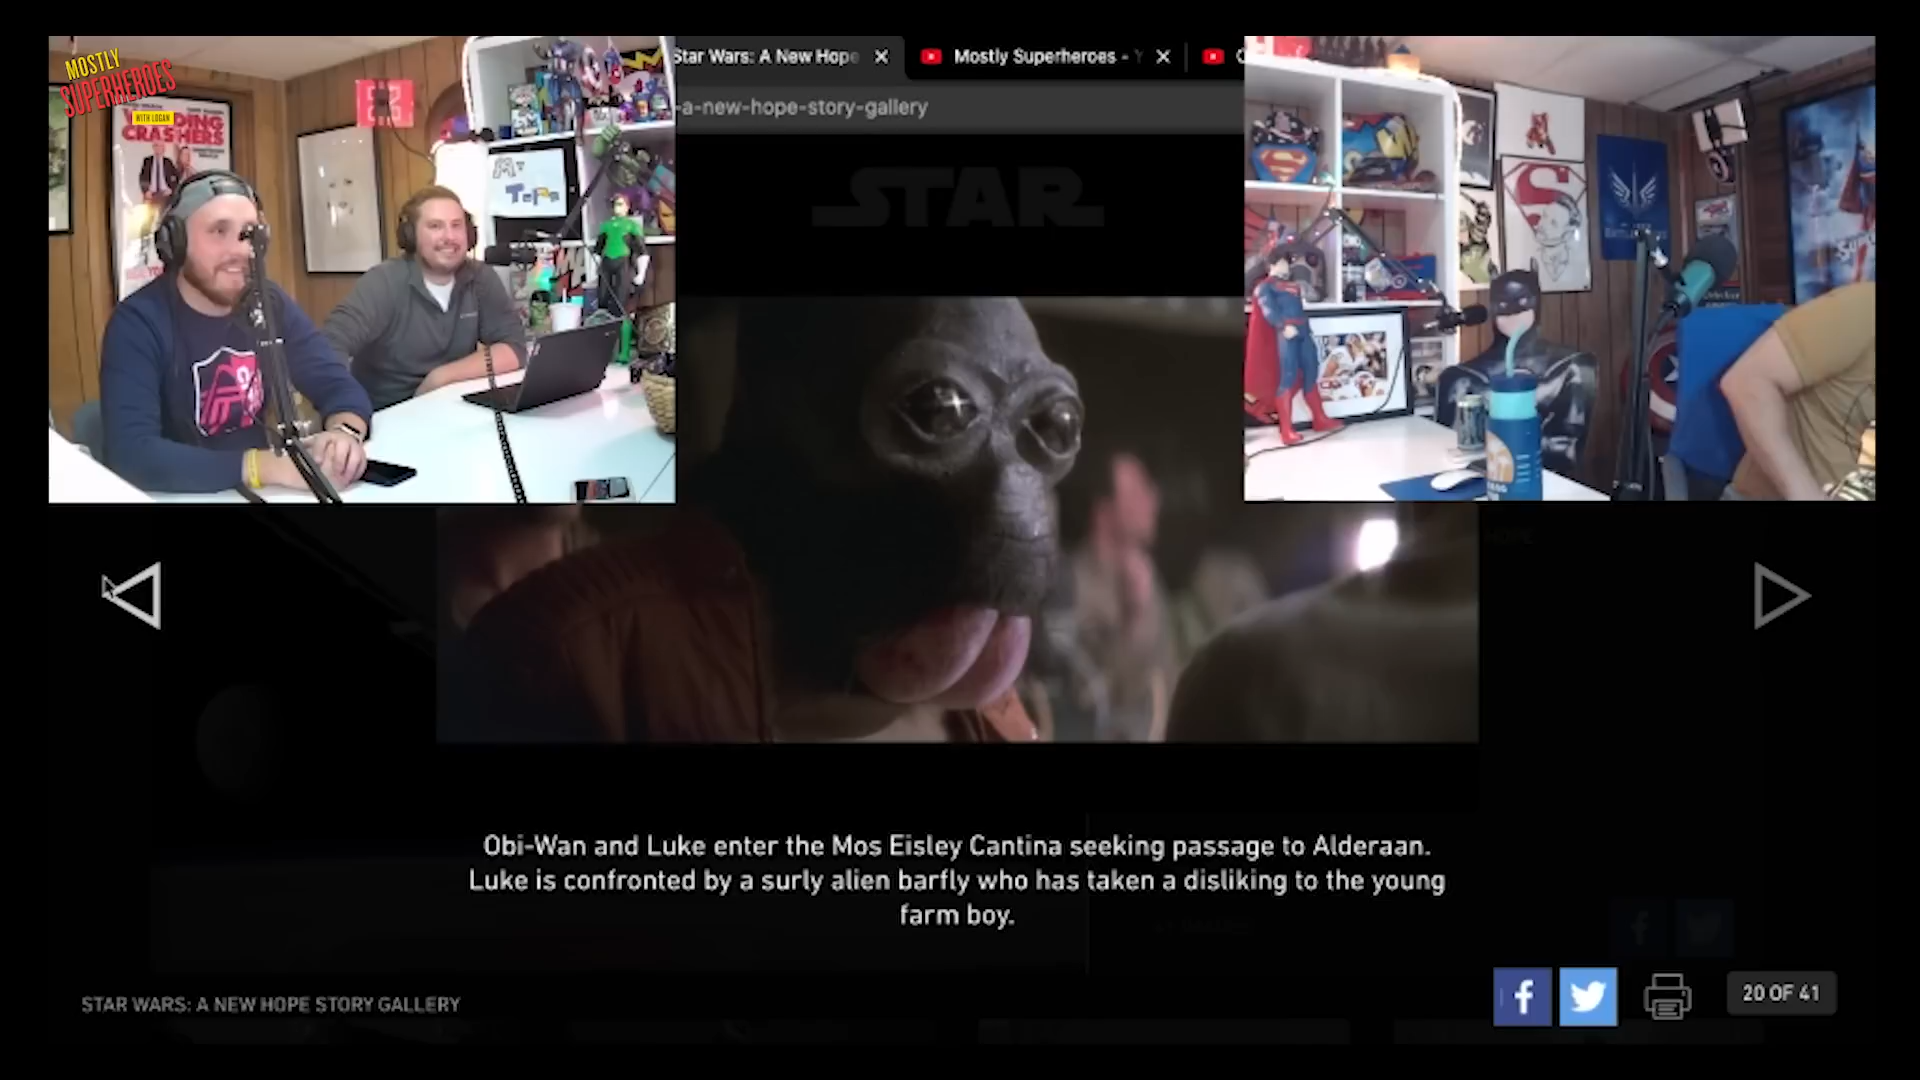 MOSTLY
SUPERHEROES
WITH LOGAN
CRASHERS
Star Wars: A New Hope
Mostly Superheroes -
-a-new-hope-story-gallery
STAR
Obi-Wan and Luke enter the Mos Eisley Cantina seeking passage to Alderaan.
Luke is confronted by a surly alien barfly who has taken a disliking to the young
farm boy.
STAR WARS: A NEW HOPE STORY GALLERY
20 OF 41